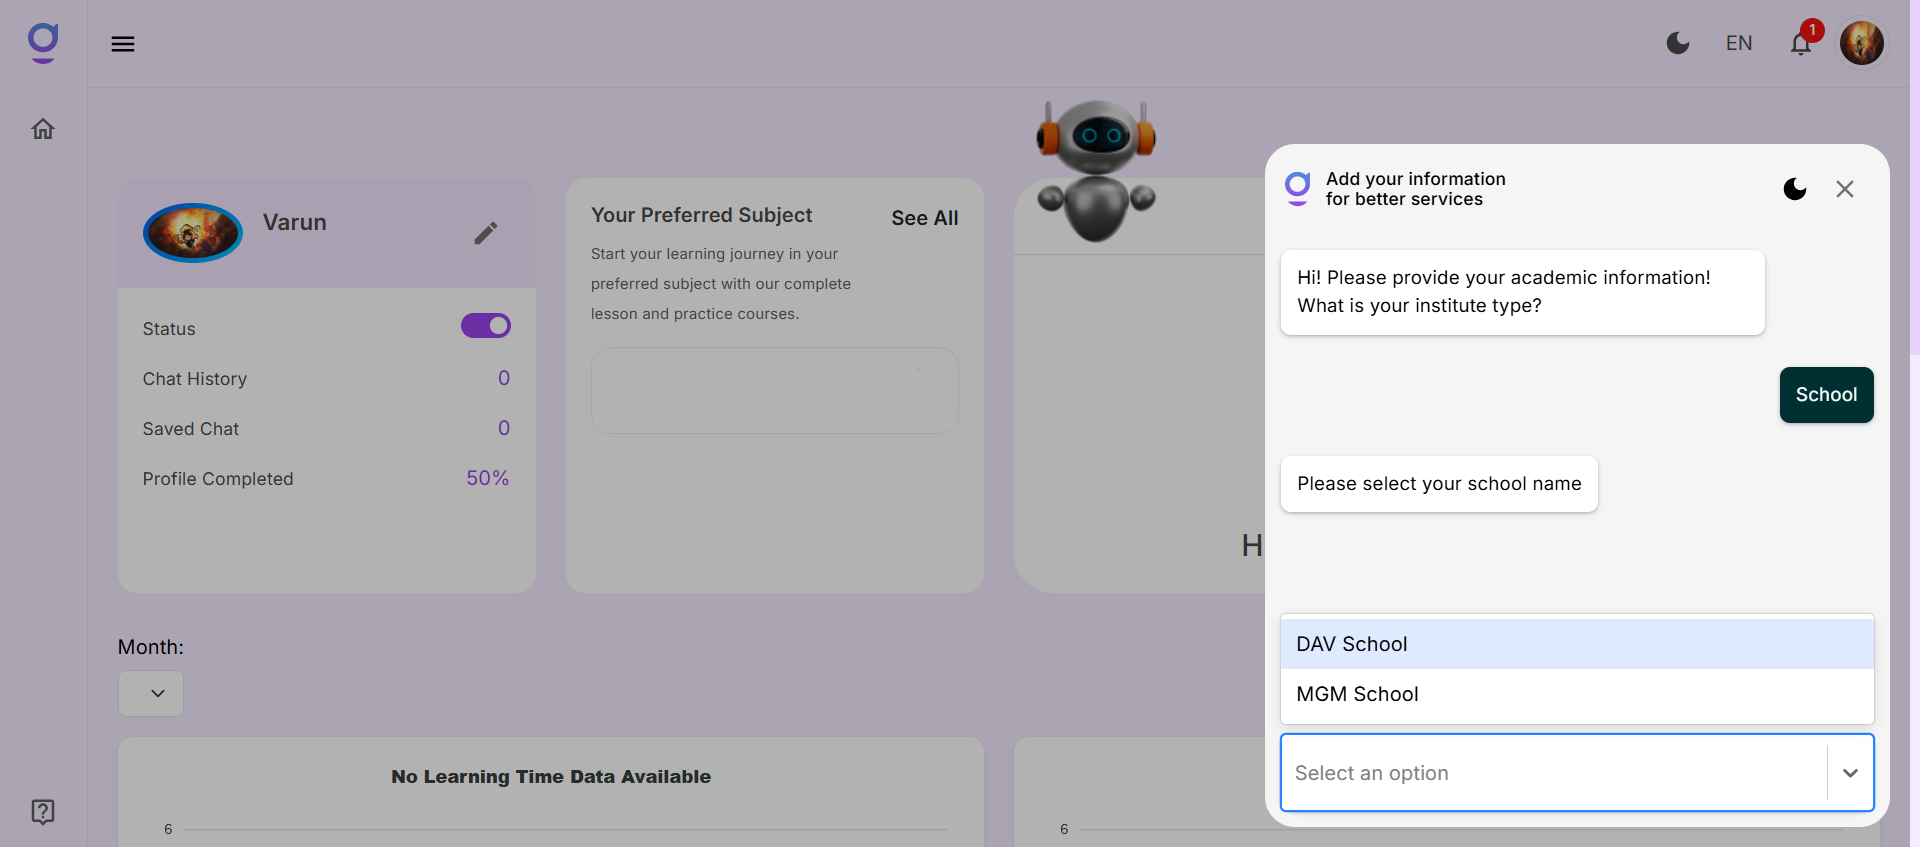 EN
1
Varun
Status
Chat History 0
Saved Chat 0
Profile Completed 50%
Your Preferred Subject
See All
Start your learning journey in your
preferred subject with our complete
lesson and practice courses.
H
Month:
No Learning Time Data Available
6
6
Add your information
for better services
Hi! Please provide your academic information!
What is your institute type?
School
Please select your school name
DAV School
MGM School
Select an option